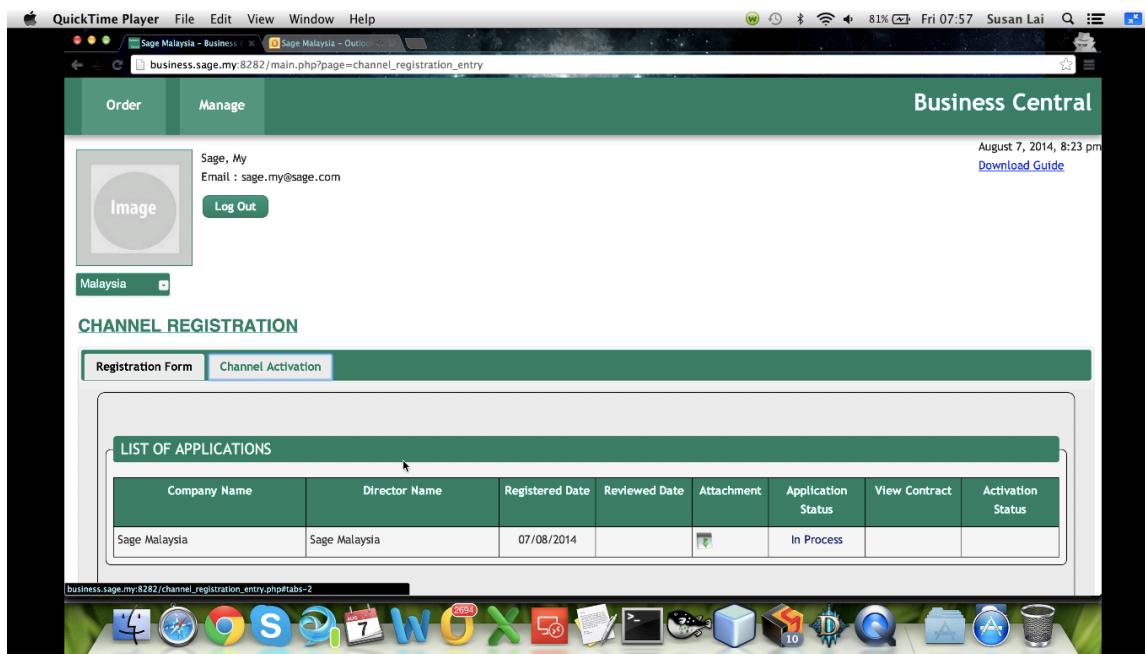 QuickTime Player File Edit View Window Help 81% Fri 07:57 Susan Lai
Sage Malaysia – Business Sage Malaysia – Outloo
business.sage.my:8282/main.php?page=channel_registration_entry
Order Manage Business Central
August 7, 2014, 8:23 pm
Download Guide
Sage, My
Email : sage.my@sage.com
Log Out
Image
Malaysia
CHANNEL REGISTRATION
Registration Form Channel Activation
LIST OF APPLICATIONS
Company Name Director Name Registered Date Reviewed Date Attachment Application Status View Contract Activation Status
Sage Malaysia Sage Malaysia 07/08/2014 In Process
business.sage.my:8282/channel_registration_entry.php#tabs-2
2694
AUG
7
10